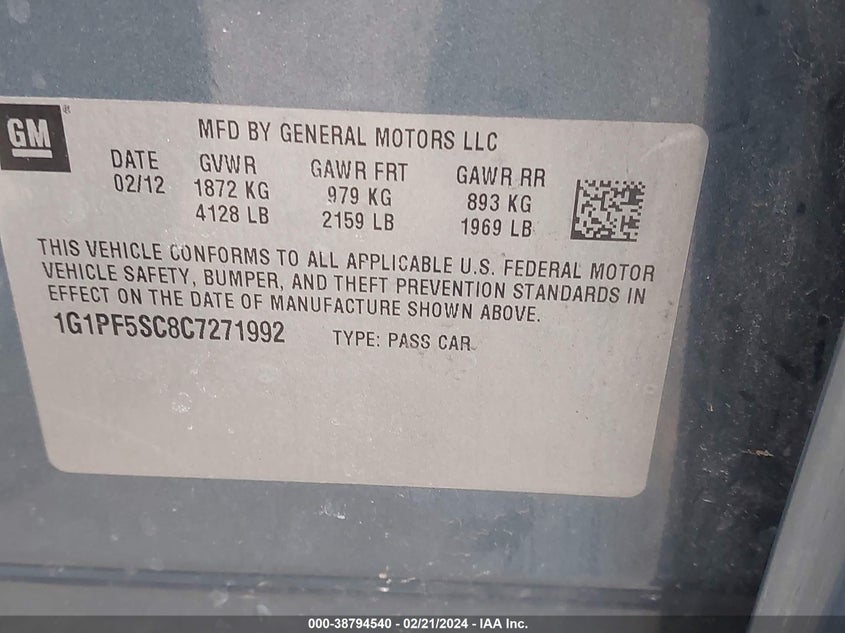 GM
MFD BY GENERAL MOTORS LLC
DATE GVWR GAWR FRT GAWR RR
02/12 1872 KG 979 KG 893 KG
4128 LB 2159 LB 1969 LB
THIS VEHICLE CONFORMS TO ALL APPLICABLE U.S. FEDERAL MOTOR
VEHICLE SAFETY, BUMPER, AND THEFT PREVENTION STANDARDS IN
EFFECT ON THE DATE OF MANUFACTURE SHOWN ABOVE.
1G1PF5SC8C7271992 TYPE: PASS CAR
000-38794540 - 02/21/2024 - IAA Inc.